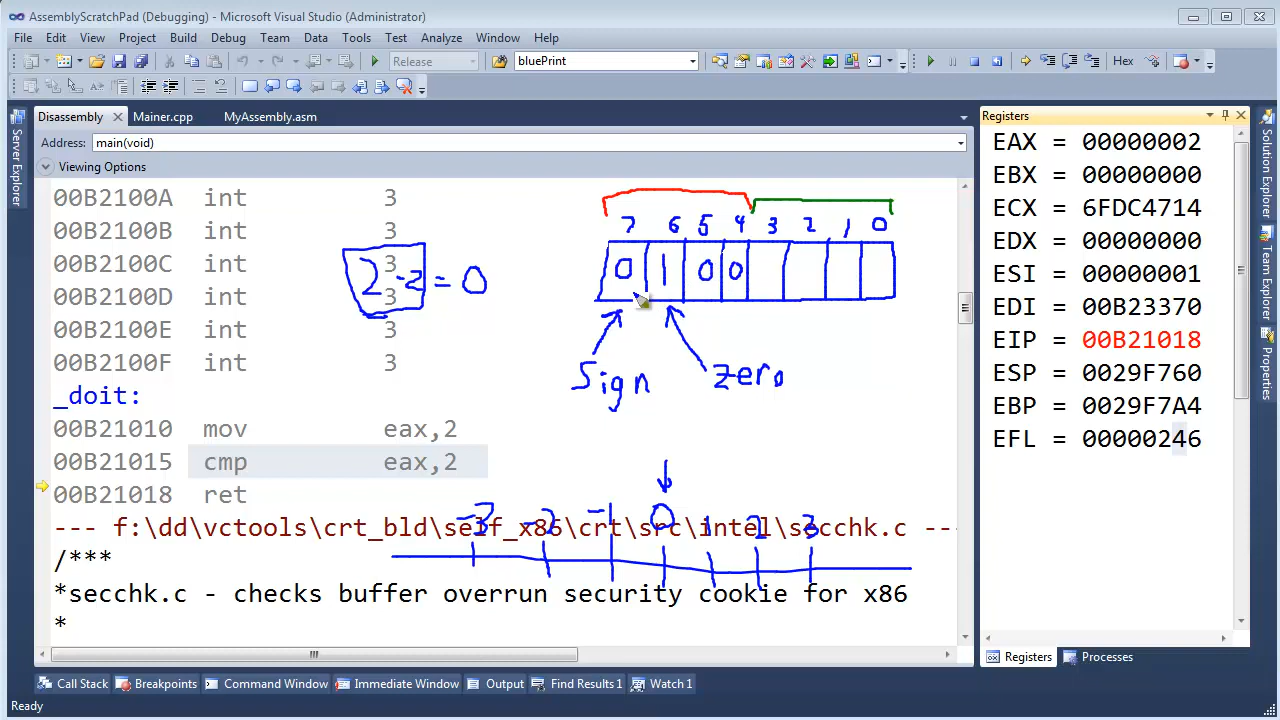 AssemblyScratchPad (Debugging) - Microsoft Visual Studio (Administrator)
File Edit View Project Build Debug Team Data Tools Test Analyze Window Help
Release bluePrint Hex
Disassembly Mainer.cpp MyAssembly.asm
Address: main(void)
Viewing Options
00B2100A int 3
00B2100B int 3
00B2100C int 3
00B2100D int 3
00B2100E int 3
00B2100F int 3
_doit:
00B21010 mov eax,2
00B21015 cmp eax,2
00B21018 ret
--- f:\dd\vctools\crt_bld\self_x86\crt\src\intel\secchk.c ---
/***
*secchk.c - checks buffer overrun security cookie for x86
*
7 6 5 4 3 2 1 0
0 1 0 0
2 -2 = 0
Sign Zero
-3 -2 -1 0 1 2 3
Registers
EAX = 00000002
EBX = 00000000
ECX = 6FDC4714
EDX = 00000000
ESI = 00000001
EDI = 00B23370
EIP = 00B21018
ESP = 0029F760
EBP = 0029F7A4
EFL = 00000246
Registers Processes
Server Explorer
Solution Explorer
Team Explorer
Properties
Call Stack Breakpoints Command Window Immediate Window Output Find Results 1 Watch 1
Ready